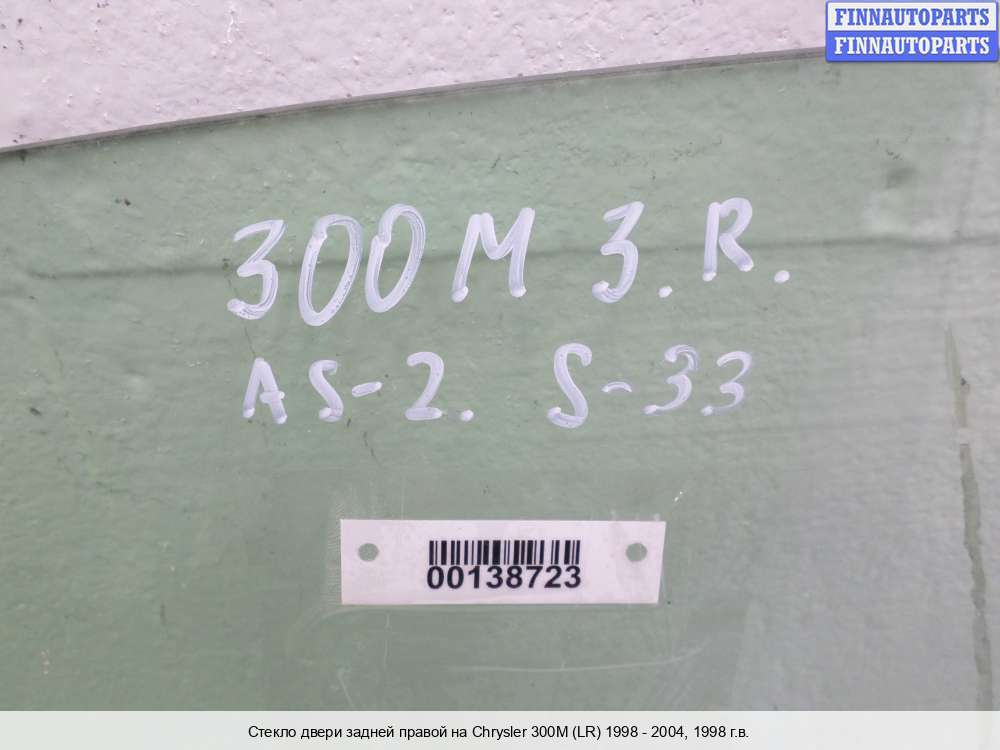 FINNAUTOPARTS
FINNAUTOPARTS
300M 3.R.
AS-2. S-33
00138723
Стекло двери задней правой на Chrysler 300M (LR) 1998 - 2004, 1998 г.в.